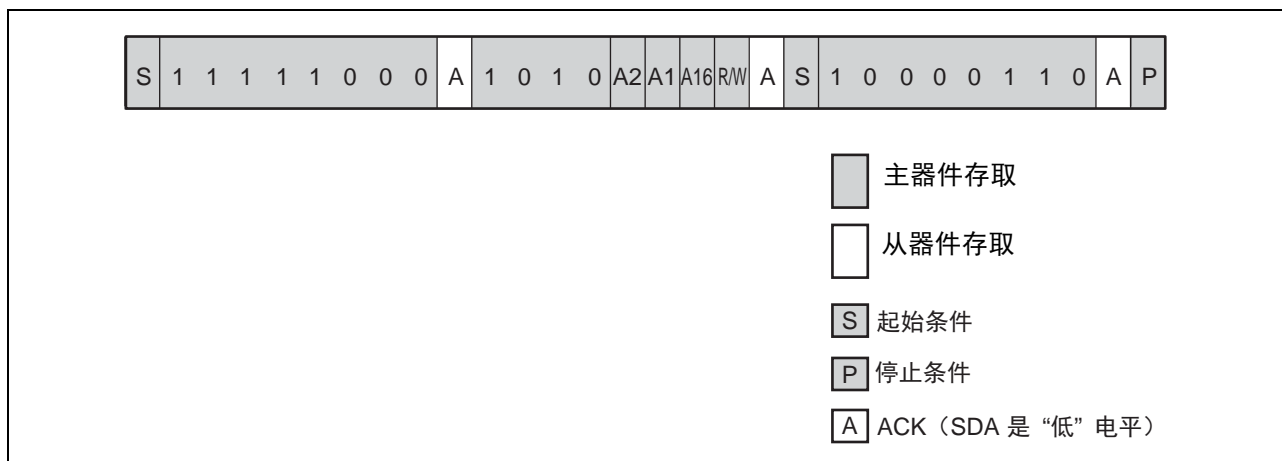 S 1 1 1 1 1 0 0 0 A 1 0 1 0 A2 A1 A16 R/W A S 1 0 0 0 0 1 1 0 A P
主器件存取
从器件存取
S 起始条件
P 停止条件
A ACK（SDA 是 “低” 电平）